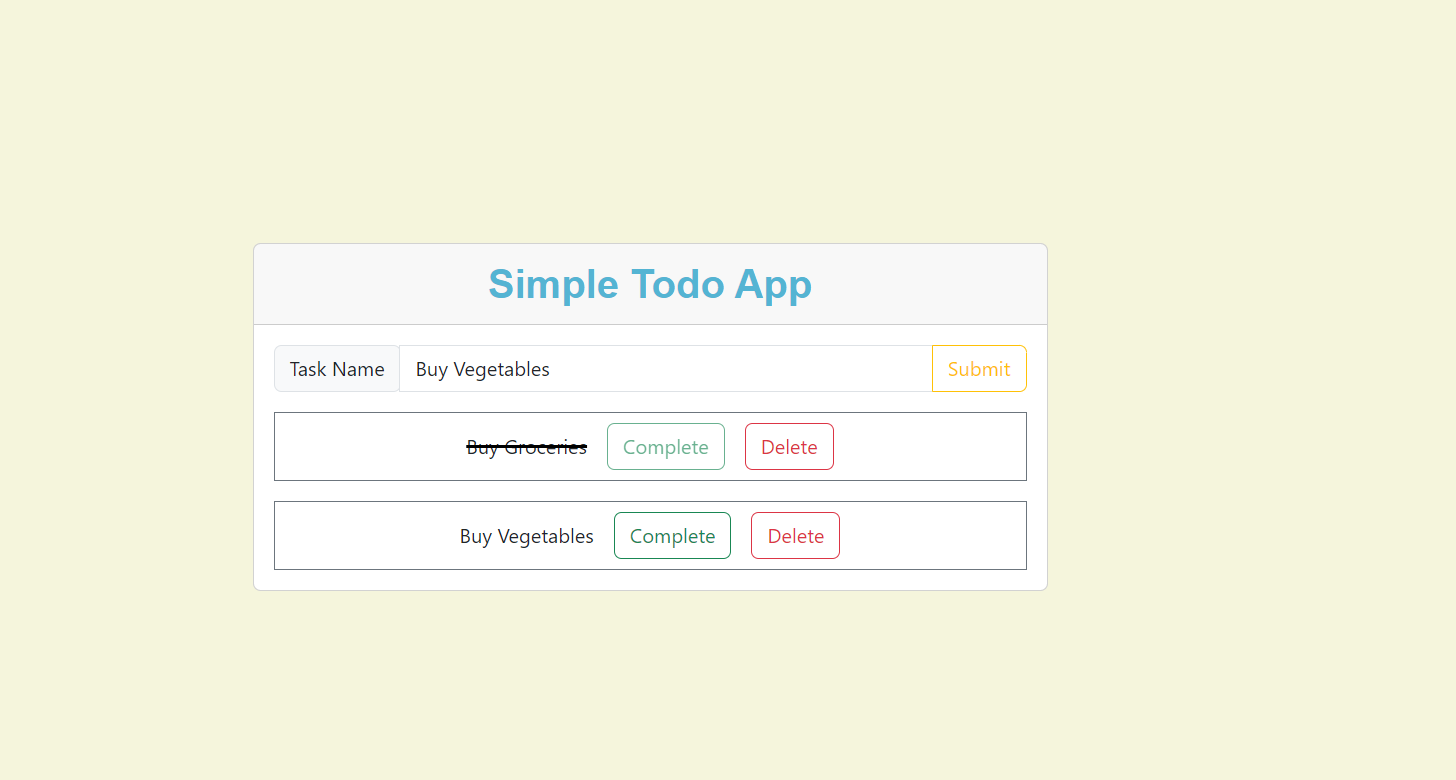 Simple Todo App
Task Name Buy Vegetables Submit
Buy Groceries Complete Delete
Buy Vegetables Complete Delete